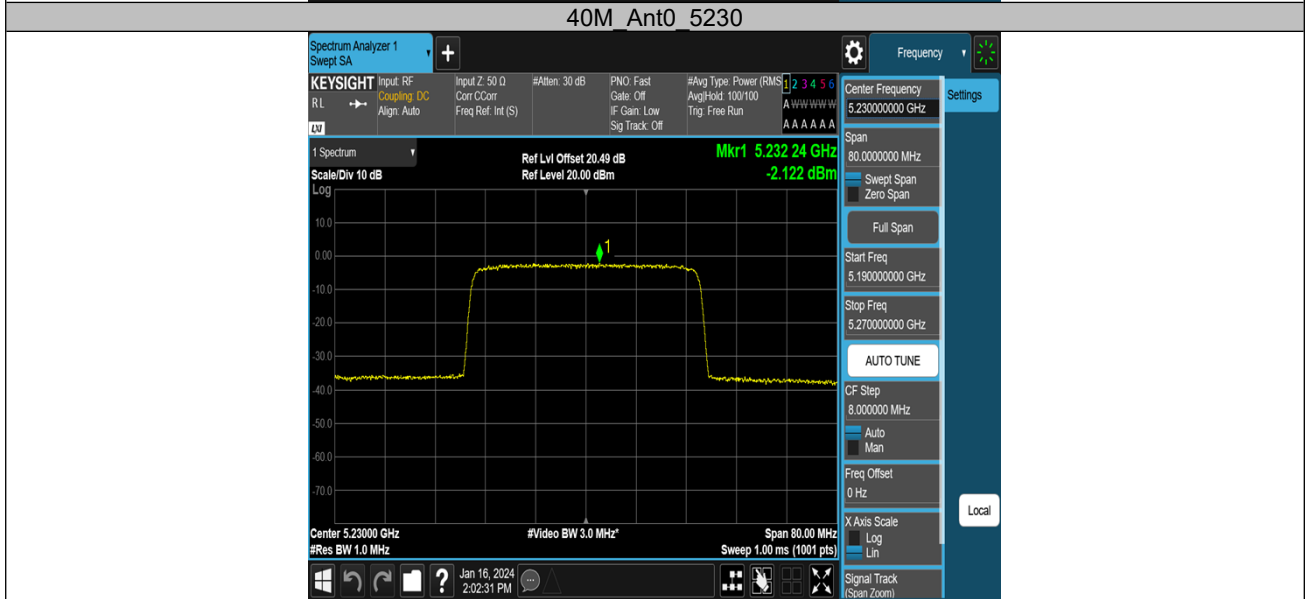 40M_Ant0_5230
Spectrum Analyzer 1
Swept SA
Frequency
KEYSIGHT
RL
LXI
Input: RF
Coupling: DC
Align: Auto
Input Z: 50 Ω
Corr CCorr
Freq Ref: Int (S)
#Atten: 30 dB
PNO: Fast
Gate: Off
IF Gain: Low
Sig Track: Off
#Avg Type: Power (RMS
Avg|Hold: 100/100
Trig: Free Run
1 2 3 4 5 6
A W W W W W
A A A A A A
1 Spectrum
Scale/Div 10 dB
Log
Ref Lvl Offset 20.49 dB
Ref Level 20.00 dBm
Mkr1 5.232 24 GHz
-2.122 dBm
10.0
0.00
-10.0
-20.0
-30.0
-40.0
-50.0
-60.0
-70.0
1
Center 5.23000 GHz
#Res BW 1.0 MHz
#Video BW 3.0 MHz*
Span 80.00 MHz
Sweep 1.00 ms (1001 pts)
Jan 16, 2024
2:02:31 PM
Center Frequency
5.230000000 GHz
Settings
Span
80.0000000 MHz
Swept Span
Zero Span
Full Span
Start Freq
5.190000000 GHz
Stop Freq
5.270000000 GHz
AUTO TUNE
CF Step
8.000000 MHz
Auto
Man
Freq Offset
0 Hz
Local
X Axis Scale
Log
Lin
Signal Track
(Span Zoom)